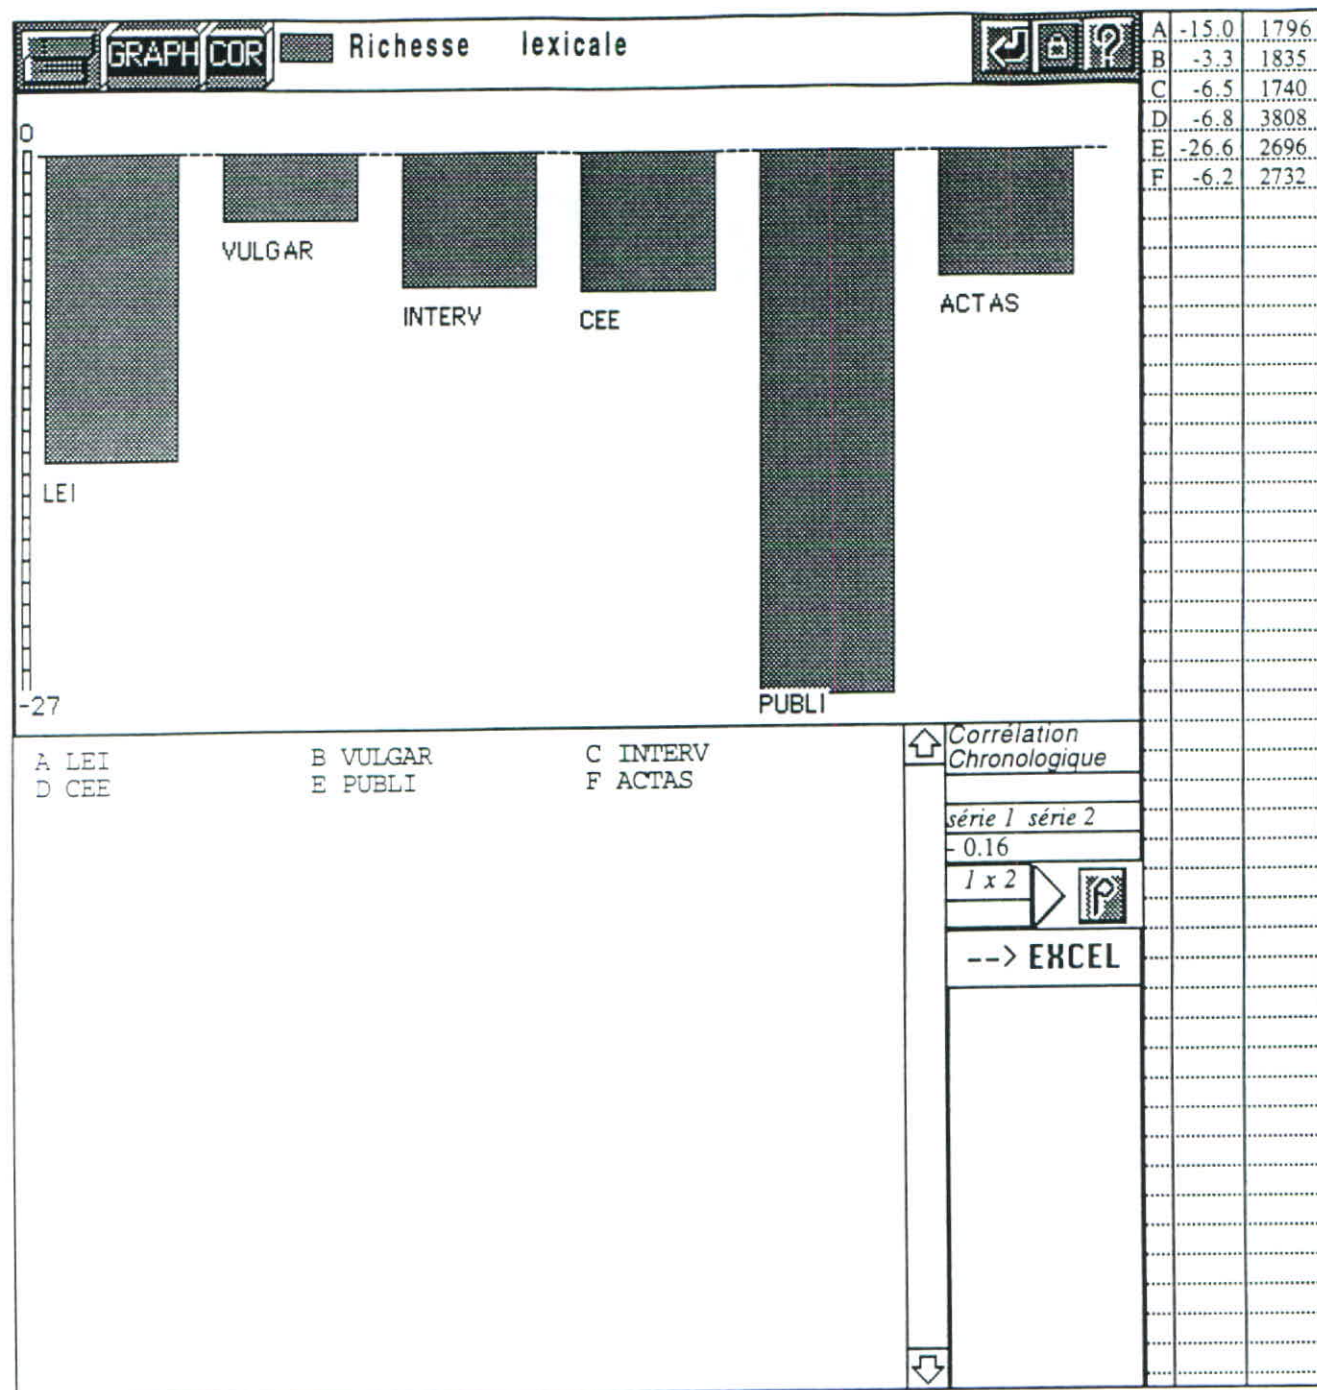 GRAPH COR Richesse lexicale
0
LEI
VULGAR
INTERV
CEE
PUBLI
ACTAS
-27
A LEI B VULGAR C INTERV
D CEE E PUBLI F ACTAS
Corrélation
Chronologique
série 1 série 2
- 0.16
1 x 2
P
--> EXCEL
A -15.0 1796
B -3.3 1835
C -6.5 1740
D -6.8 3808
E -26.6 2696
F -6.2 2732